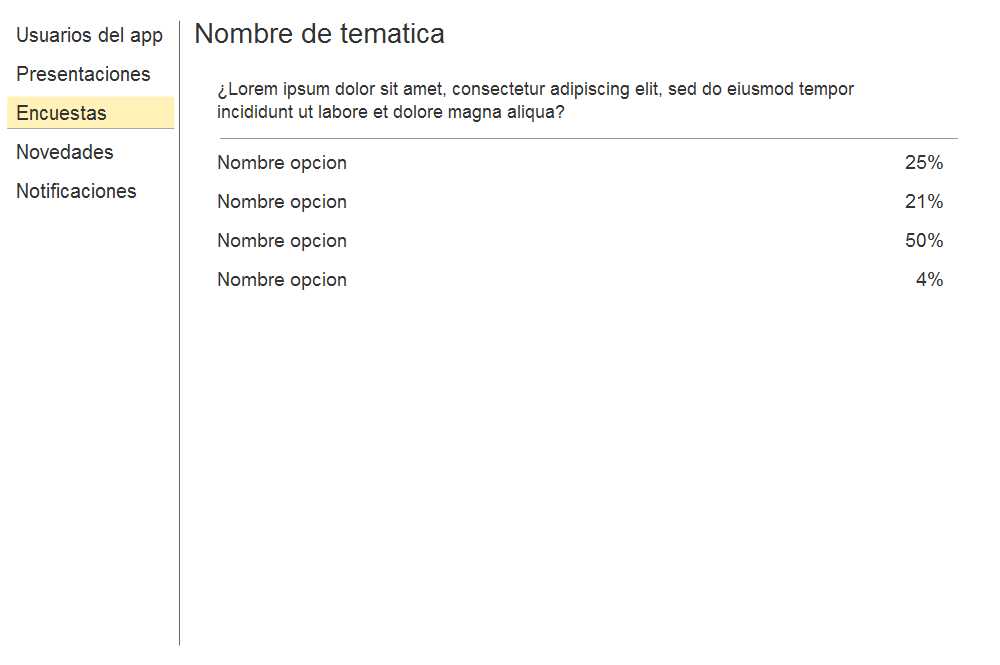 Usuarios del app
Presentaciones
Encuestas
Novedades
Notificaciones
Nombre de tematica
¿Lorem ipsum dolor sit amet, consectetur adipiscing elit, sed do eiusmod tempor
incididunt ut labore et dolore magna aliqua?
Nombre opcion 25%
Nombre opcion 21%
Nombre opcion 50%
Nombre opcion 4%